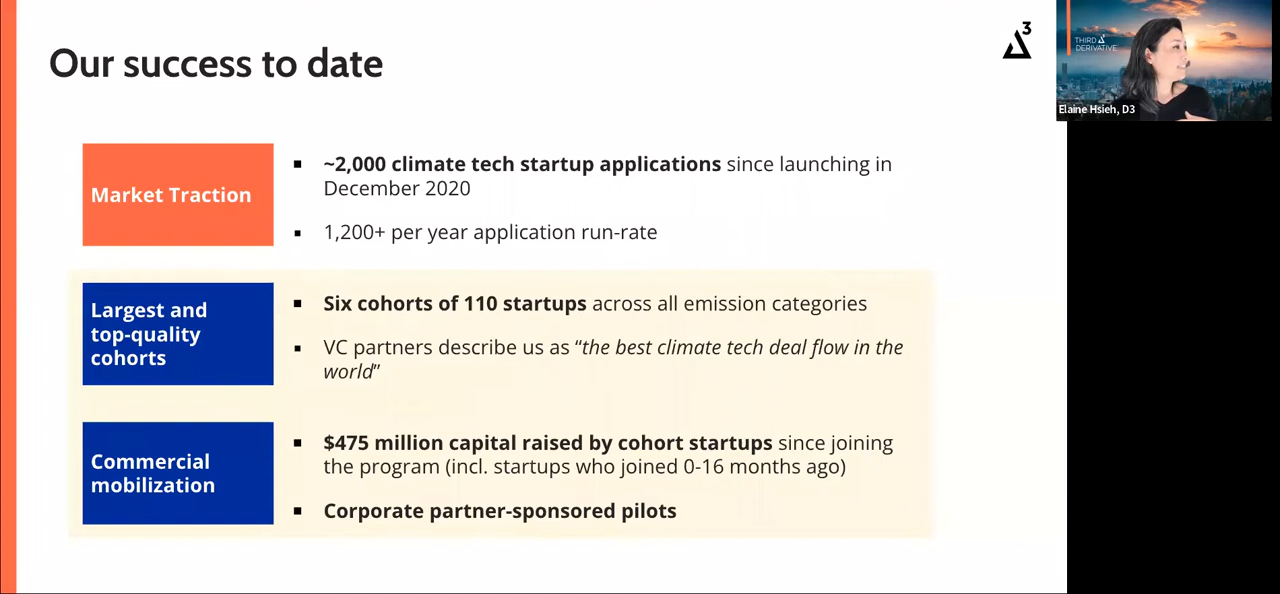 Our success to date
3
THIRD
DERIVATIVE
Elaine Hsieh, D3
Market Traction
▪ ~2,000 climate tech startup applications since launching in
December 2020
▪ 1,200+ per year application run-rate
Largest and
top-quality
cohorts
▪ Six cohorts of 110 startups across all emission categories
▪ VC partners describe us as “the best climate tech deal flow in the
world”
Commercial
mobilization
▪ $475 million capital raised by cohort startups since joining
the program (incl. startups who joined 0-16 months ago)
▪ Corporate partner-sponsored pilots